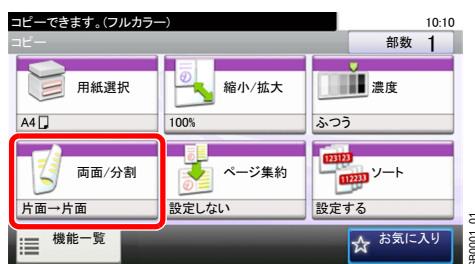 コピーできます。(フルカラー)
10:10
コピー
部数 1
用紙選択
縮小/拡大
濃度
A4
100%
ふつう
両面/分割
ページ集約
123123
112233
ソート
片面→片面
設定しない
設定する
機能一覧
お気に入り